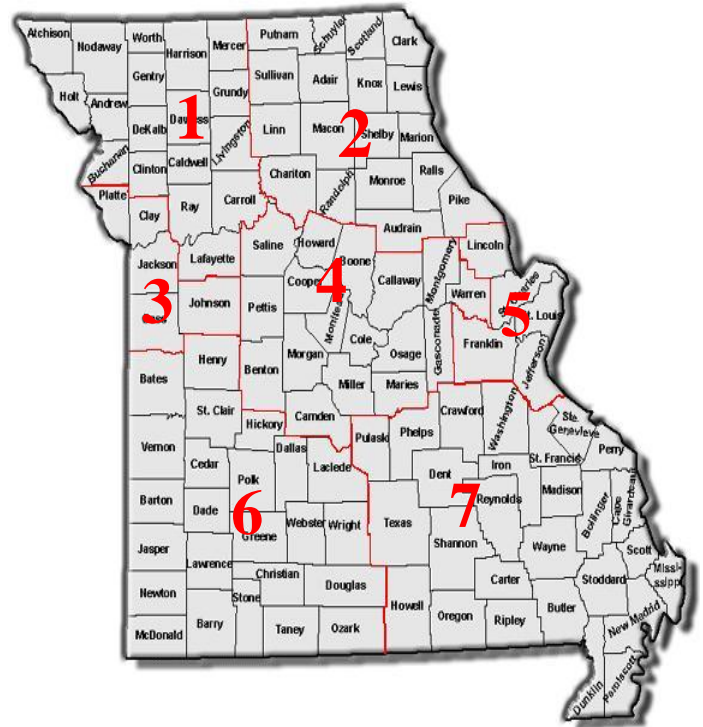 Atchison
Nodaway
Worth
Harrison
Mercer
Putnam
Schuyler
Scotland
Clark
Gentry
Sullivan
Adair
Knox
Lewis
Holt
Andrew
Grundy
DeKalb
Daviess
1
Livingston
Linn
Macon
2
Shelby
Marion
Buchanan
Clinton
Caldwell
Chariton
Randolph
Monroe
Ralls
Pike
Platte
Clay
Ray
Carroll
Audrain
Saline
Howard
Boone
Montgomery
Lincoln
Jackson
Lafayette
Cooper
4
Callaway
Warren
St. Charles
3
Johnson
Pettis
Moniteau
5
St. Louis
Cass
Cole
Gasconade
Franklin
Jefferson
Henry
Benton
Morgan
Osage
Bates
Miller
Maries
St. Clair
Hickory
Camden
Crawford
Washington
Ste.
Genevieve
Pulaski
Phelps
Dallas
Perry
Vernon
Cedar
Polk
Laclede
Dent
Iron
St. Francis
Barton
Dade
6
Greene
Webster
Wright
Texas
7
Reynolds
Madison
Bollinger
Cape
Girardeau
Jasper
Lawrence
Shannon
Wayne
Scott
Missi-
ssippi
Newton
Christian
Stone
Douglas
Carter
Stoddard
McDonald
Barry
Taney
Ozark
Howell
Oregon
Ripley
Butler
New Madrid
Dunklin
Pemiscott